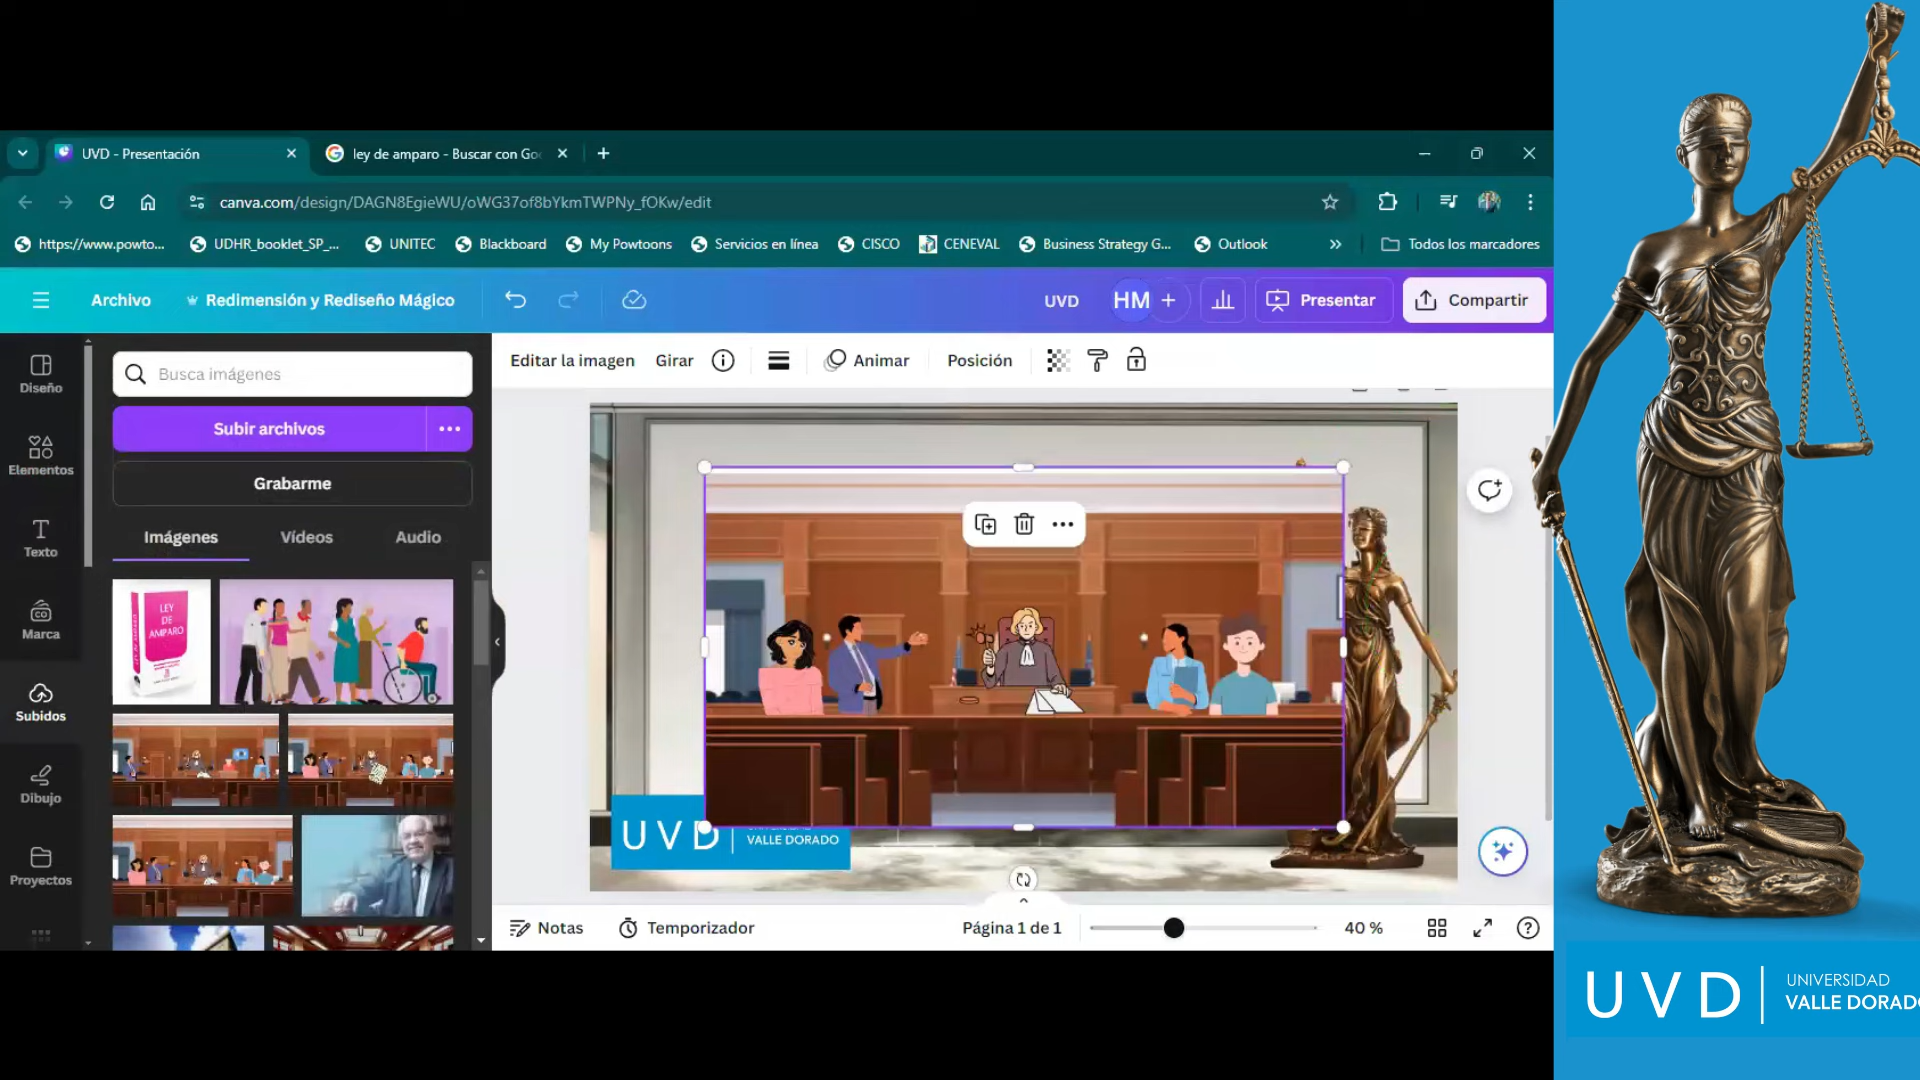 UVD - Presentación
ley de amparo - Buscar con Goo
canva.com/design/DAGN8EgieWU/oWG37of8bYkmTWPNy_fOKw/edit
https://www.powto...
UDHR_booklet_SP_...
UNITEC
Blackboard
My Powtoons
Servicios en línea
CISCO
CENEVAL
Business Strategy G...
Outlook
Todos los marcadores
Archivo
Redimensión y Rediseño Mágico
UVD
HM
Presentar
Compartir
Diseño
Elementos
Texto
Marca
Subidos
Dibujo
Proyectos
Busca imágenes
Subir archivos
Grabarme
Imágenes
Vídeos
Audio
LEY
DE
AMPARO
Editar la imagen
Girar
Animar
Posición
UVD
VALLE DORADO
Notas
Temporizador
Página 1 de 1
40 %
UVD
UNIVERSIDAD
VALLE DORADO